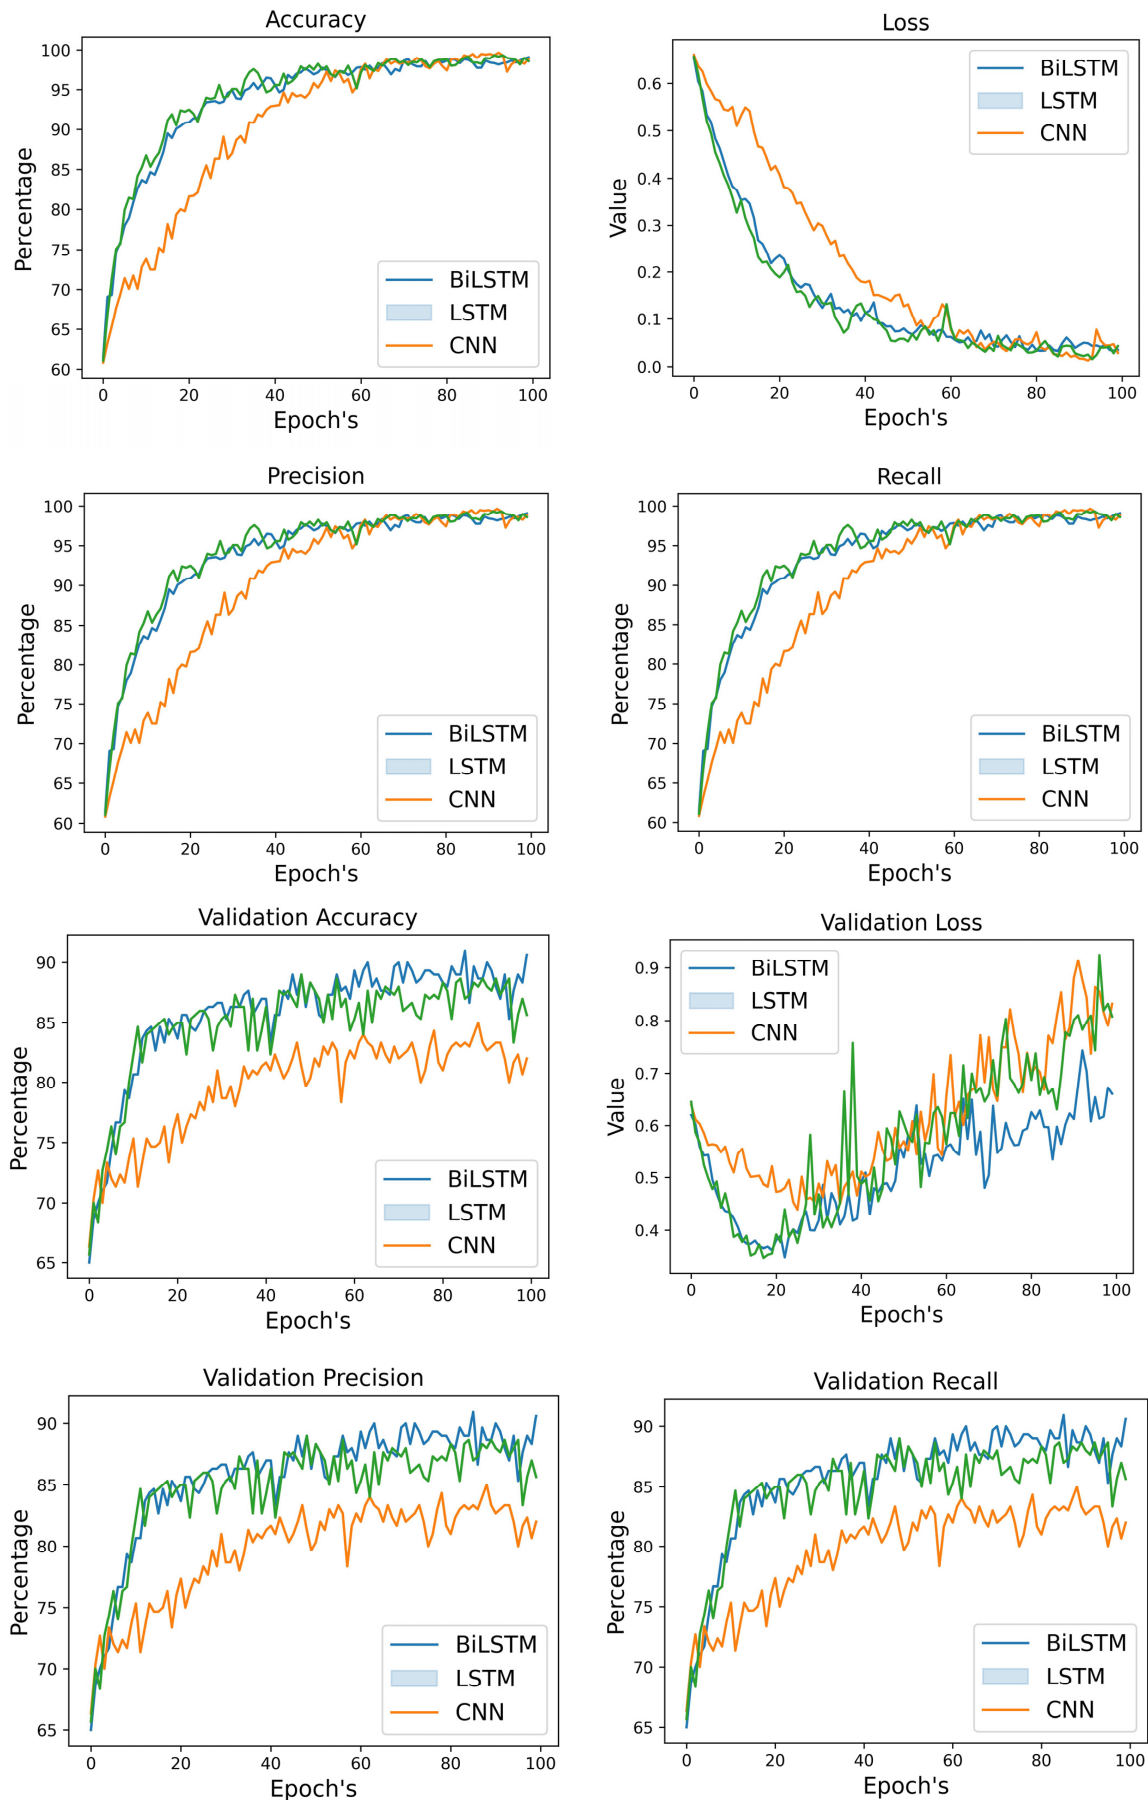 Accuracy
100
95
90
85
80
75
70
65
60
Percentage
BiLSTM
LSTM
CNN
0 20 40 60 80 100
Epoch's
Loss
0.6
0.5
0.4
0.3
0.2
0.1
0.0
Value
BiLSTM
LSTM
CNN
0 20 40 60 80 100
Epoch's
Precision
100
95
90
85
80
75
70
65
60
Percentage
BiLSTM
LSTM
CNN
0 20 40 60 80 100
Epoch's
Recall
100
95
90
85
80
75
70
65
60
Percentage
BiLSTM
LSTM
CNN
0 20 40 60 80 100
Epoch's
Validation Accuracy
90
85
80
75
70
65
Percentage
BiLSTM
LSTM
CNN
0 20 40 60 80 100
Epoch's
Validation Loss
0.9
0.8
0.7
0.6
0.5
0.4
Value
BiLSTM
LSTM
CNN
0 20 40 60 80 100
Epoch's
Validation Precision
90
85
80
75
70
65
Percentage
BiLSTM
LSTM
CNN
0 20 40 60 80 100
Epoch's
Validation Recall
90
85
80
75
70
65
Percentage
BiLSTM
LSTM
CNN
0 20 40 60 80 100
Epoch's